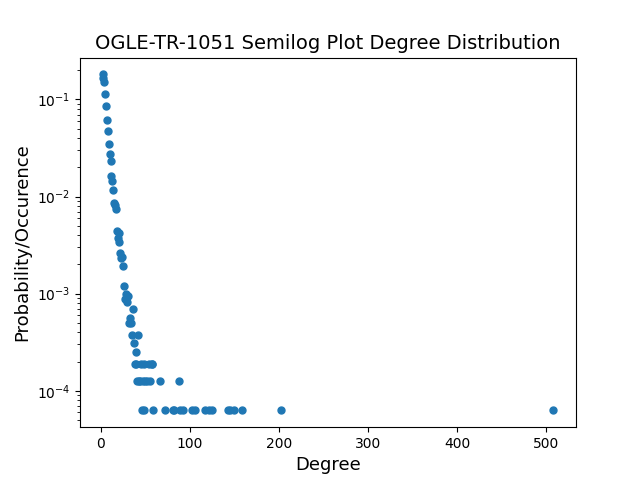 OGLE-TR-1051 Semilog Plot Degree Distribution
Probability/Occurence
10⁻¹
10⁻²
10⁻³
10⁻⁴
0 100 200 300 400 500
Degree